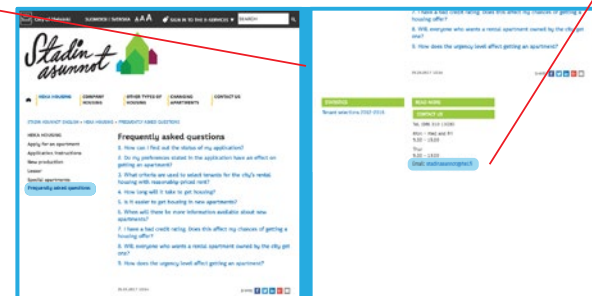 City of Helsinki SUOMEKSI / SVENSKA A A A SIGN IN TO THE E-SERVICES ▼ SEARCH
Stadin
asunnot
HEKA HOUSING
COMPANY HOUSING
OTHER TYPES OF HOUSING
CHANGING APARTMENTS
CONTACT US
STADIN ASUNNOT ENGLISH » HEKA HOUSING » FREQUENTLY ASKED QUESTIONS
HEKA HOUSING
Apply for an apartment
Application instructions
New production
Special apartments
Frequently asked questions
Frequently asked questions
1. How can I find out the status of my application?
2. Do my preferences stated in the application have an effect on
getting an apartment?
3. What criteria are used to select tenants for the city's rental
housing with reasonably-priced rent?
4. How long will it take to get housing?
5. Is it easier to get housing in new apartments?
6. When will there be more information available about new
apartments?
7. I have a bad credit rating. Does this affect my chances of getting a
housing offer?
8. Will everyone who wants a rental apartment owned by the city get
one?
9. How does the urgency level affect getting an apartment?
SHARE
7. I have a bad credit rating. Does this affect my chances of getting a
housing offer?
8. Will everyone who wants a rental apartment owned by the city get
one?
9. How does the urgency level affect getting an apartment?
SHARE
STATISTICS
Tenant selections 2010-2016
READ MORE
CONTACT US
Mon - Wed and Fri
Thur